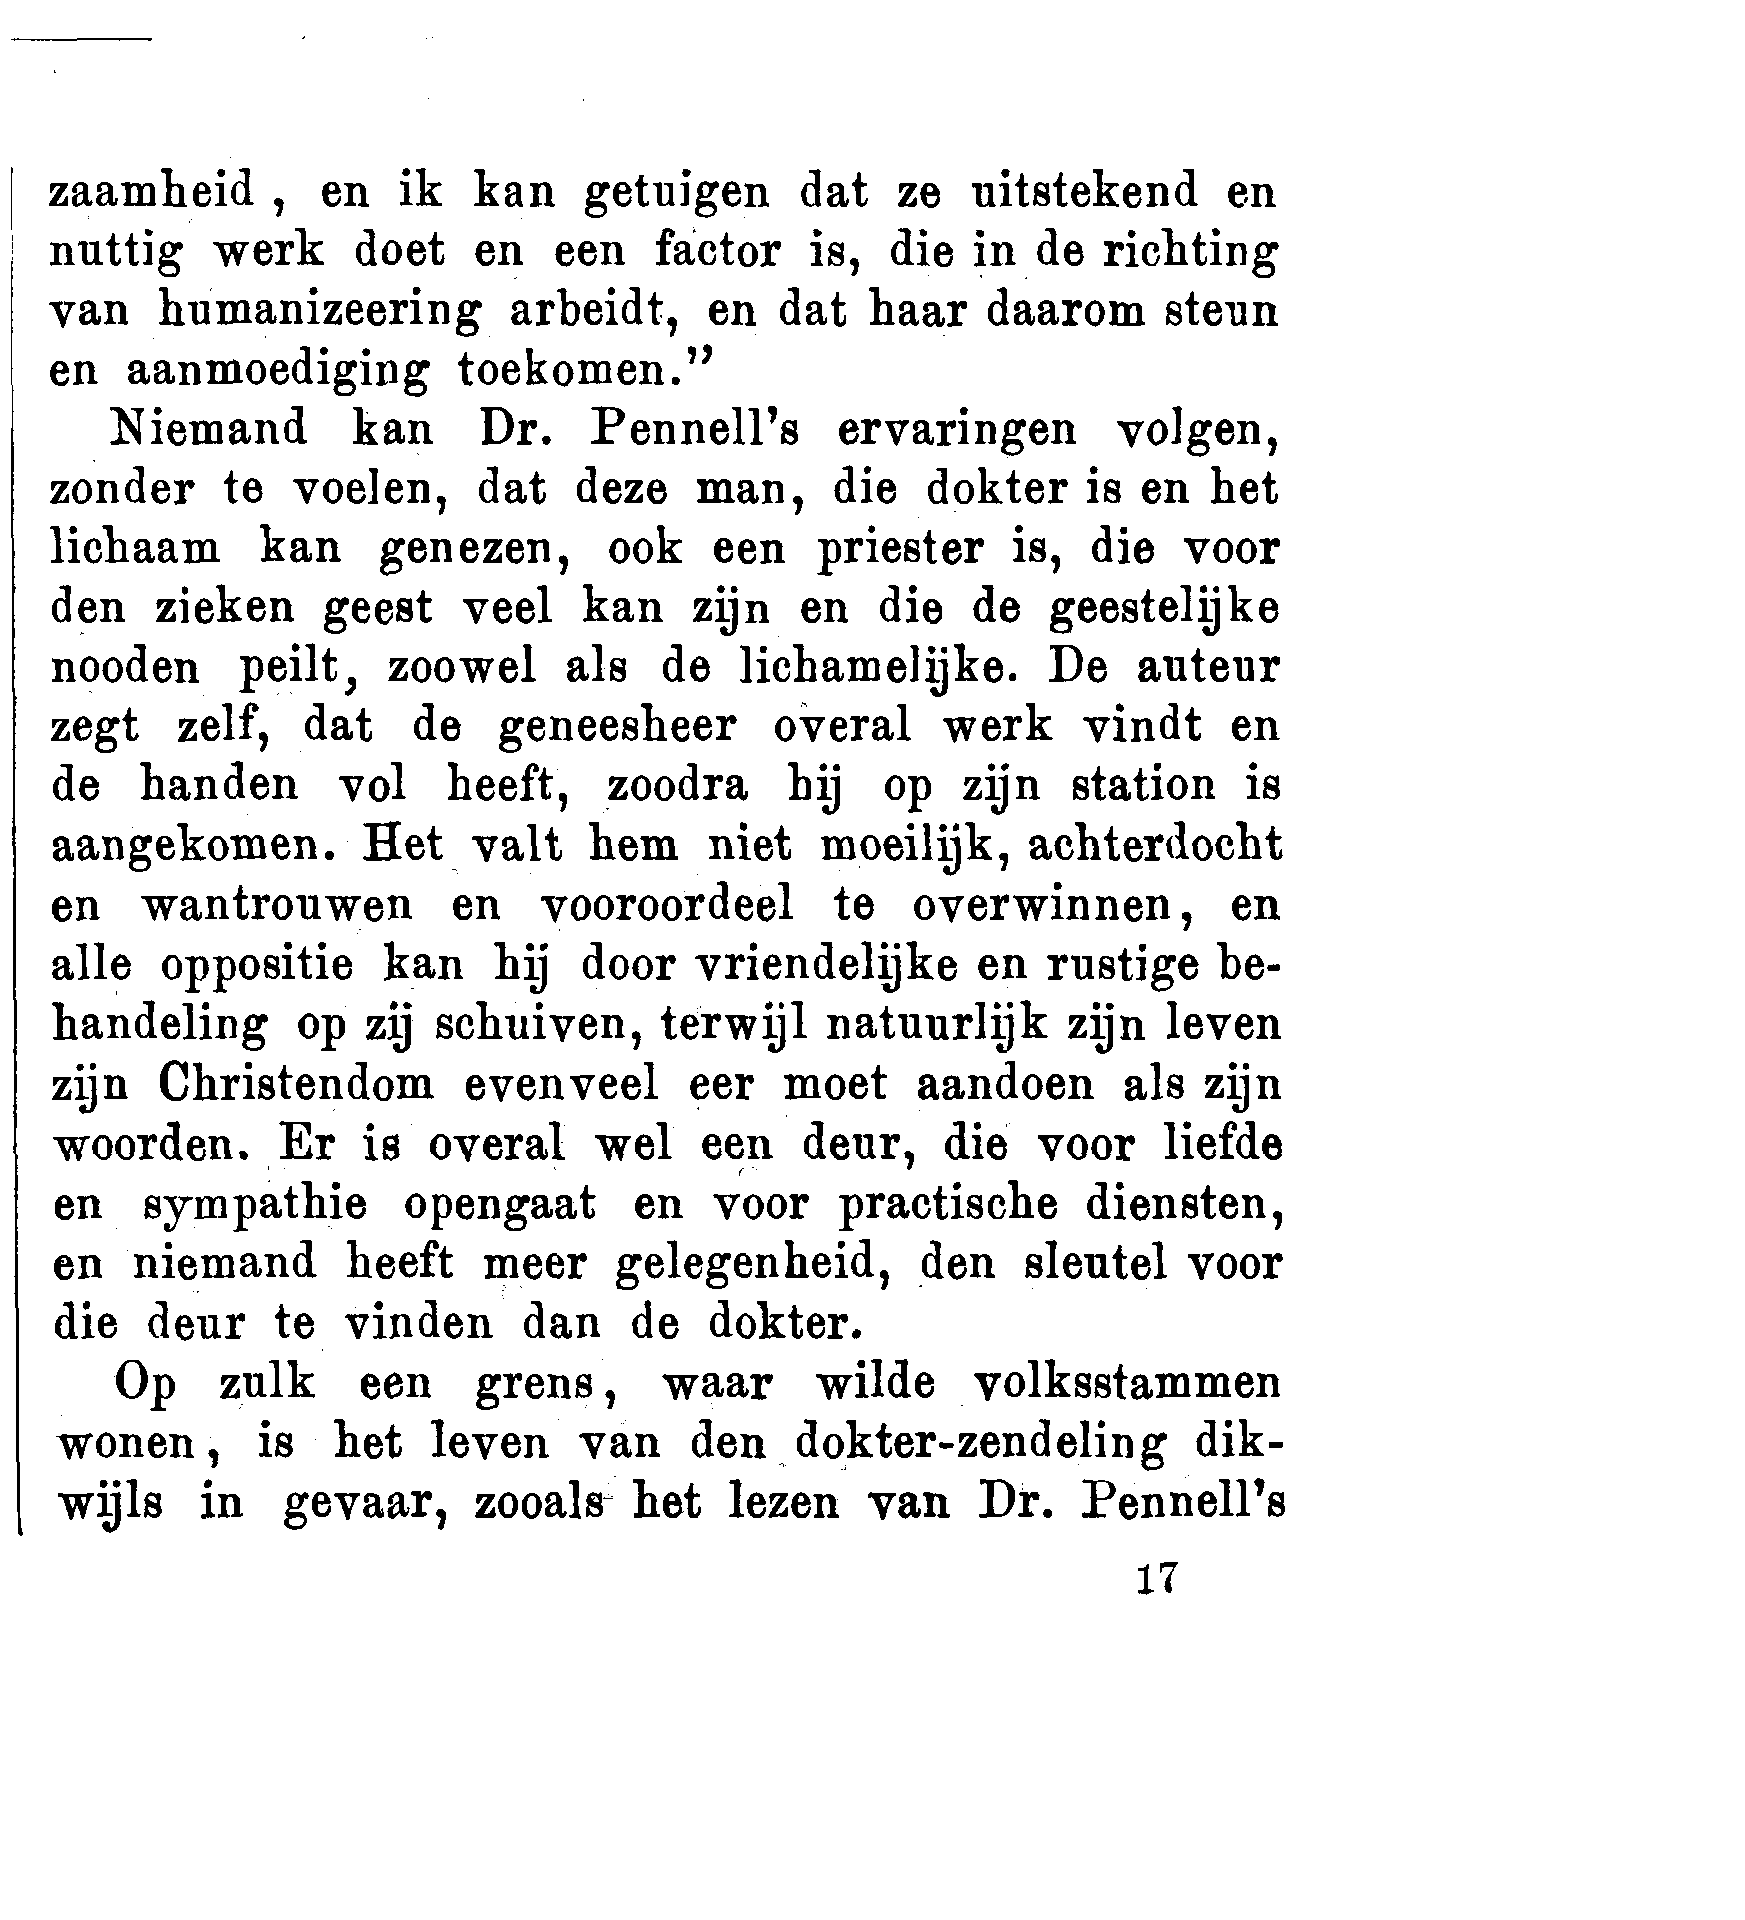 zaamheid , en ik kan getuigen dat ze uitstekend en
nuttig werk doet en een factor is, die in de richting
van humanizeering arbeidt, en dat haar daarom steun
en aanmoediging toekomen.”
Niemand kan Dr. Pennell's ervaringen volgen,
zonder te voelen, dat deze man, die dokter is en het
lichaam kan genezen, ook een priester is, die voor
den zieken geest veel kan zijn en die de geestelijke
nooden peilt, zoowel als de lichamelijke. De auteur
zegt zelf, dat de geneesheer overal werk vindt en
de handen vol heeft, zoodra hij op zijn station is
aangekomen. Het valt hem niet moeilijk, achterdocht
en wantrouwen en vooroordeel te overwinnen, en
alle oppositie kan hij door vriendelijke en rustige be-
handeling op zij schuiven, terwijl natuurlijk zijn leven
zijn Christendom evenveel eer moet aandoen als zijn
woorden. Er is overal wel een deur, die voor liefde
en sympathie opengaat en voor practische diensten,
en niemand heeft meer gelegenheid, den sleutel voor
die deur te vinden dan de dokter.
Op zulk een grens, waar wilde volksstammen
wonen, is het leven van den dokter-zendeling dik-
wijls in gevaar, zooals het lezen van Dr. Pennell's
17